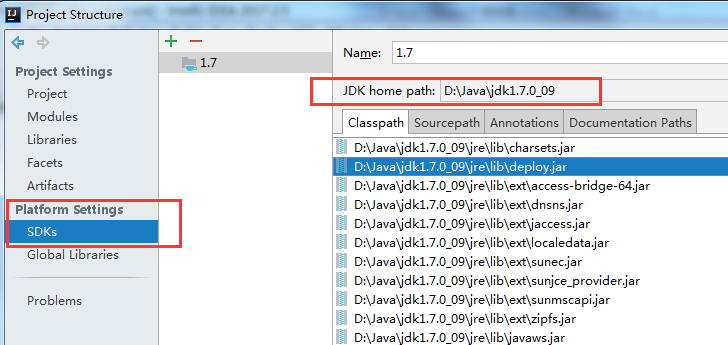 Project Structure
Project Settings
Project
Modules
Libraries
Facets
Artifacts
Platform Settings
SDKs
Global Libraries
Problems
1.7
Name: 1.7
JDK home path: D:\Java\jdk1.7.0_09
Classpath Sourcepath Annotations Documentation Paths
D:\Java\jdk1.7.0_09\jre\lib\charsets.jar
D:\Java\jdk1.7.0_09\jre\lib\deploy.jar
D:\Java\jdk1.7.0_09\jre\lib\ext\access-bridge-64.jar
D:\Java\jdk1.7.0_09\jre\lib\ext\dnsns.jar
D:\Java\jdk1.7.0_09\jre\lib\ext\jaccess.jar
D:\Java\jdk1.7.0_09\jre\lib\ext\localedata.jar
D:\Java\jdk1.7.0_09\jre\lib\ext\sunec.jar
D:\Java\jdk1.7.0_09\jre\lib\ext\sunjce_provider.jar
D:\Java\jdk1.7.0_09\jre\lib\ext\sunmscapi.jar
D:\Java\jdk1.7.0_09\jre\lib\ext\zipfs.jar
D:\Java\jdk1.7.0_09\jre\lib\javaws.jar